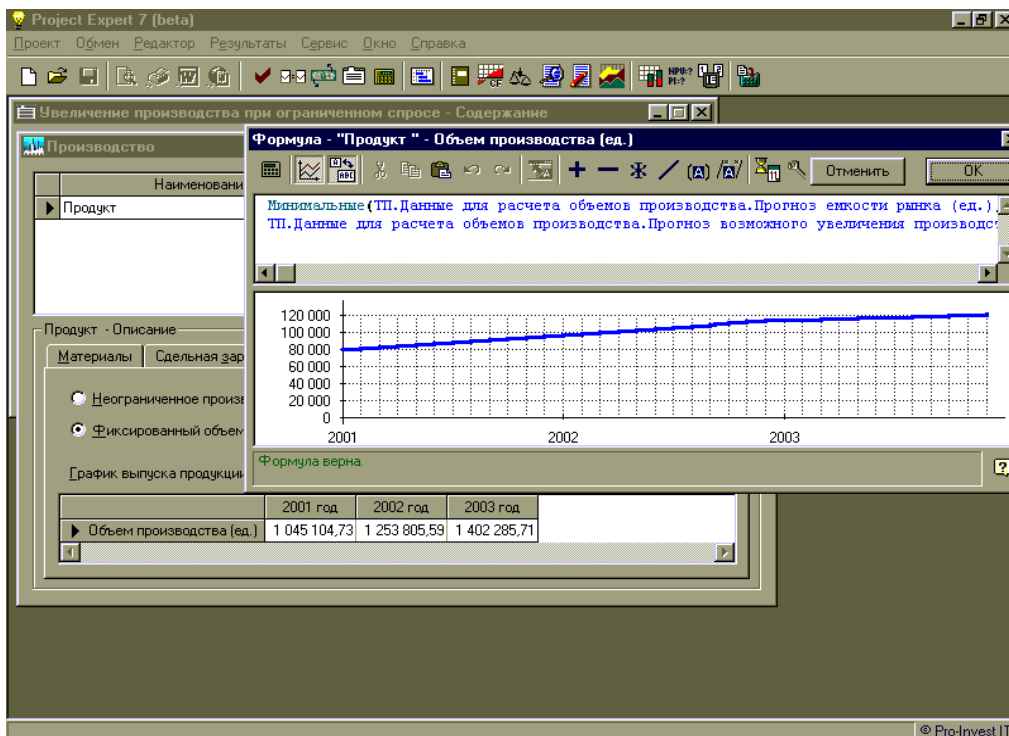 Project Expert 7 (beta)
Проект Обмен Редактор Результаты Сервис Окно Справка
Увеличение производства при ограниченном спросе - Содержание
Производство
Формула - "Продукт " - Объем производства (ед.)
Отменить OK
Наименовани
Продукт
Минимальные(ТП.Данные для расчета объемов производства.Прогноз емкости рынка (ед.)
ТП.Данные для расчета объемов производства.Прогноз возможного увеличения производст
120 000
100 000
80 000
60 000
40 000
20 000
0
2001 2002 2003
Формула верна.
Продукт - Описание
Материалы Сдельная зар
Неограниченное произв
Фиксированный объем
График выпуска продукции
2001 год 2002 год 2003 год
Объем производства (ед.) 1 045 104,73 1 253 805,59 1 402 285,71
© Pro-Invest IT